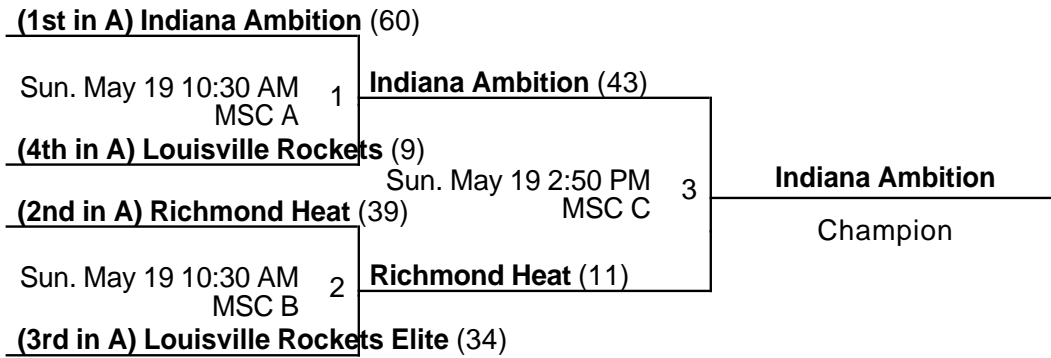 (1st in A) Indiana Ambition (60)
Sun. May 19 10:30 AM
MSC A
1
Indiana Ambition (43)
(4th in A) Louisville Rockets (9)
Sun. May 19 2:50 PM
MSC C
3
Indiana Ambition
Champion
(2nd in A) Richmond Heat (39)
Sun. May 19 10:30 AM
MSC B
2
Richmond Heat (11)
(3rd in A) Louisville Rockets Elite (34)